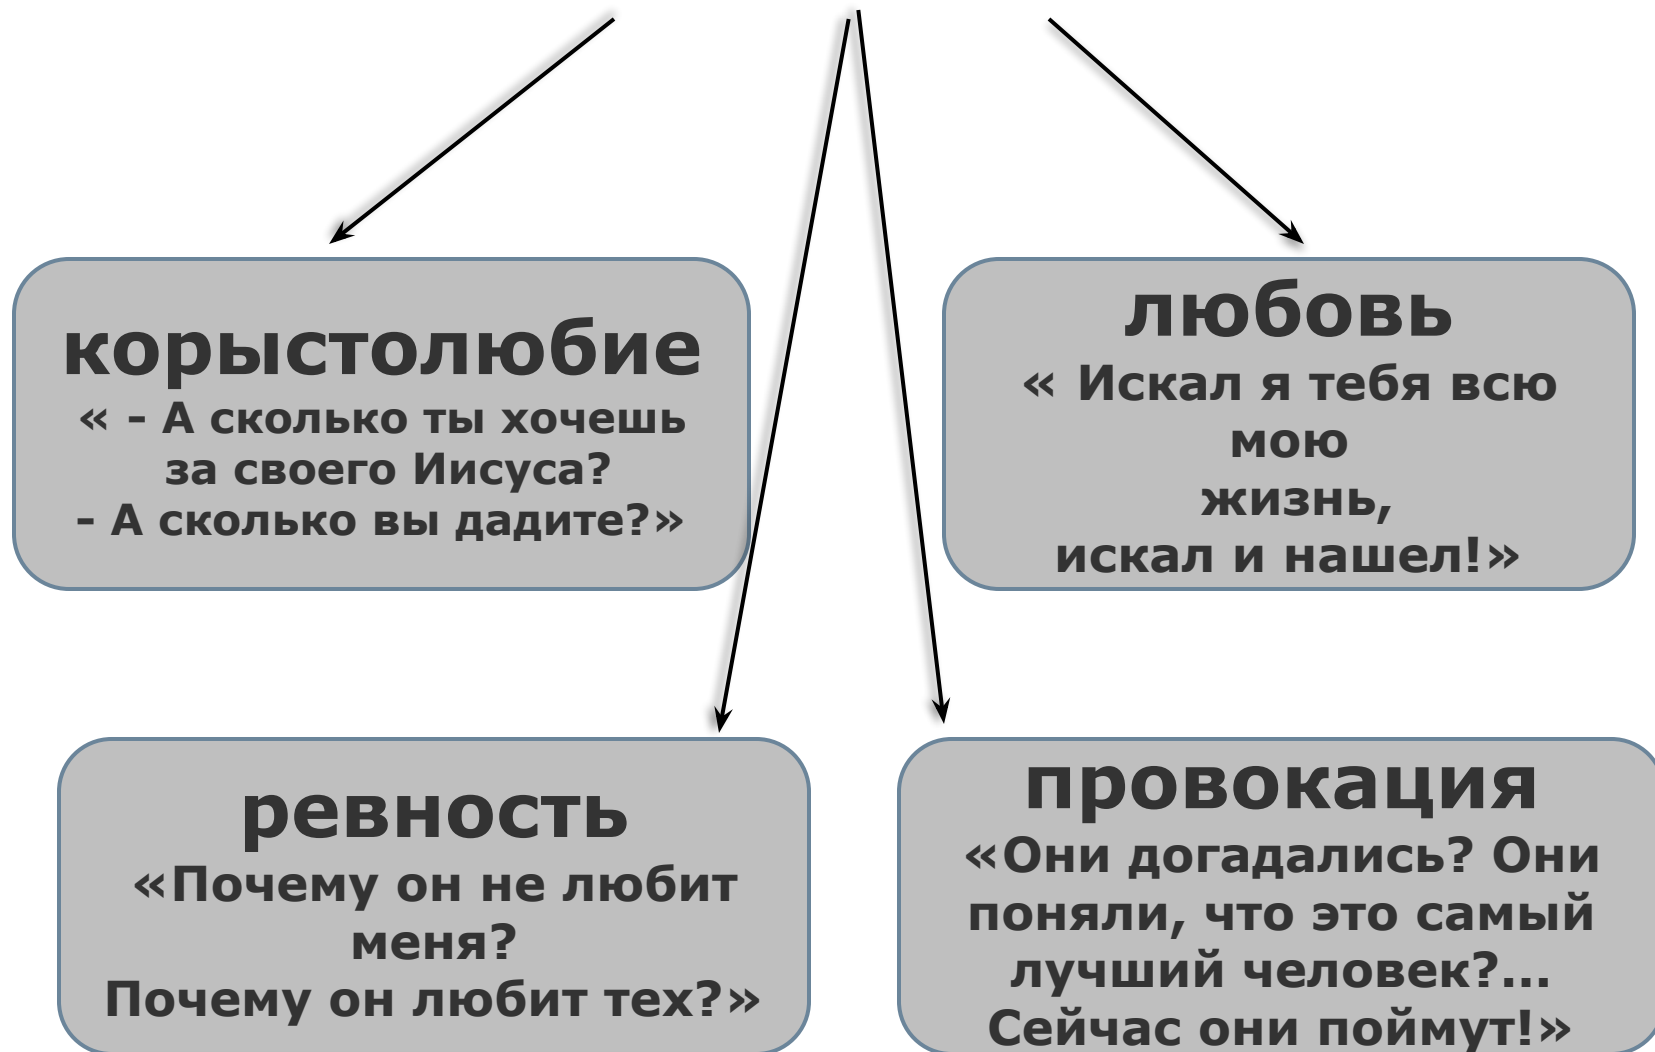 корыстолюбие
« - А сколько ты хочешь
за своего Иисуса?
- А сколько вы дадите?»
любовь
« Искал я тебя всю
мою
жизнь,
искал и нашел!»
ревность
«Почему он не любит
меня?
Почему он любит тех?»
провокация
«Они догадались? Они
поняли, что это самый
лучший человек?...
Сейчас они поймут!»